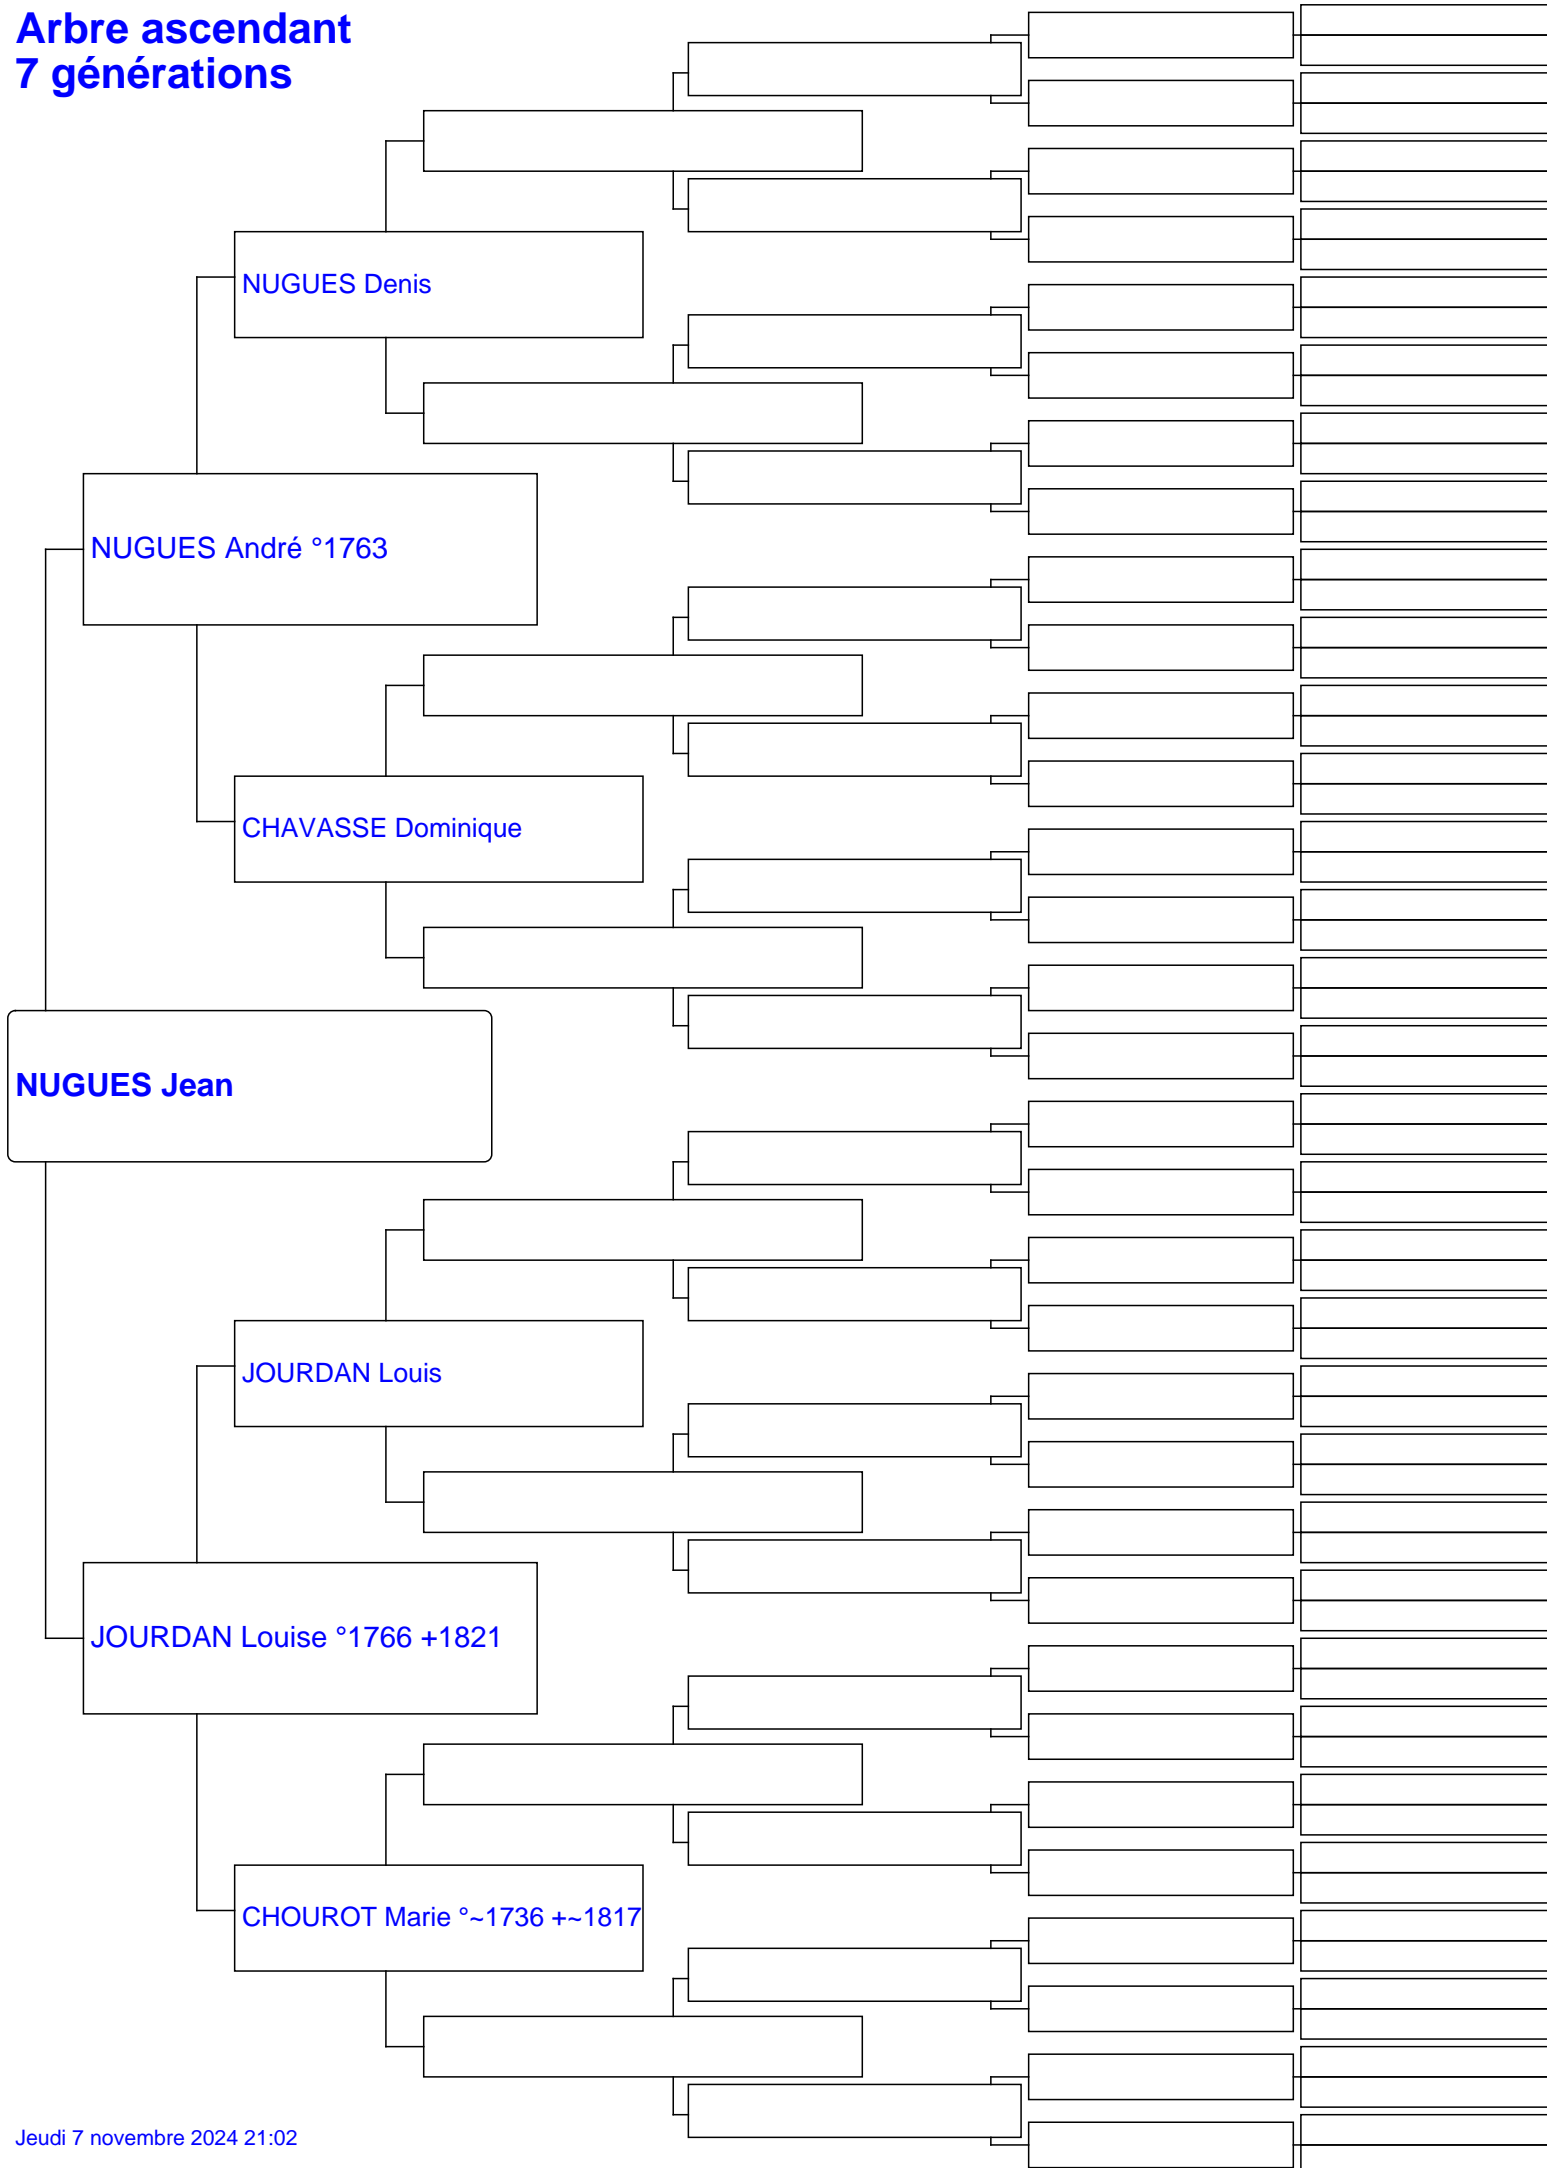 Arbre ascendant
7 générations
NUGUES Denis
NUGUES André °1763
CHAVASSE Dominique
NUGUES Jean
JOURDAN Louis
JOURDAN Louise °1766 +1821
CHOUROT Marie °~1736 +~1817
Jeudi 7 novembre 2024 21:02